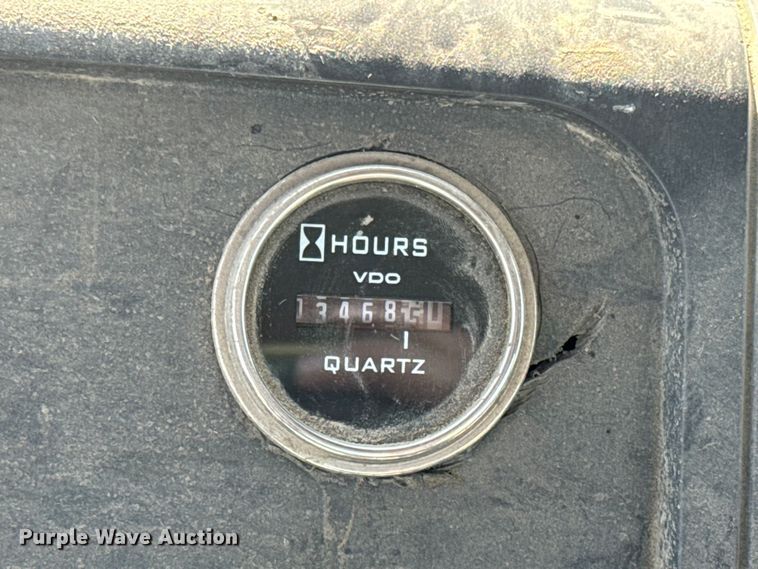 HOURS
VDO
13468
QUARTZ
Purple Wave Auction